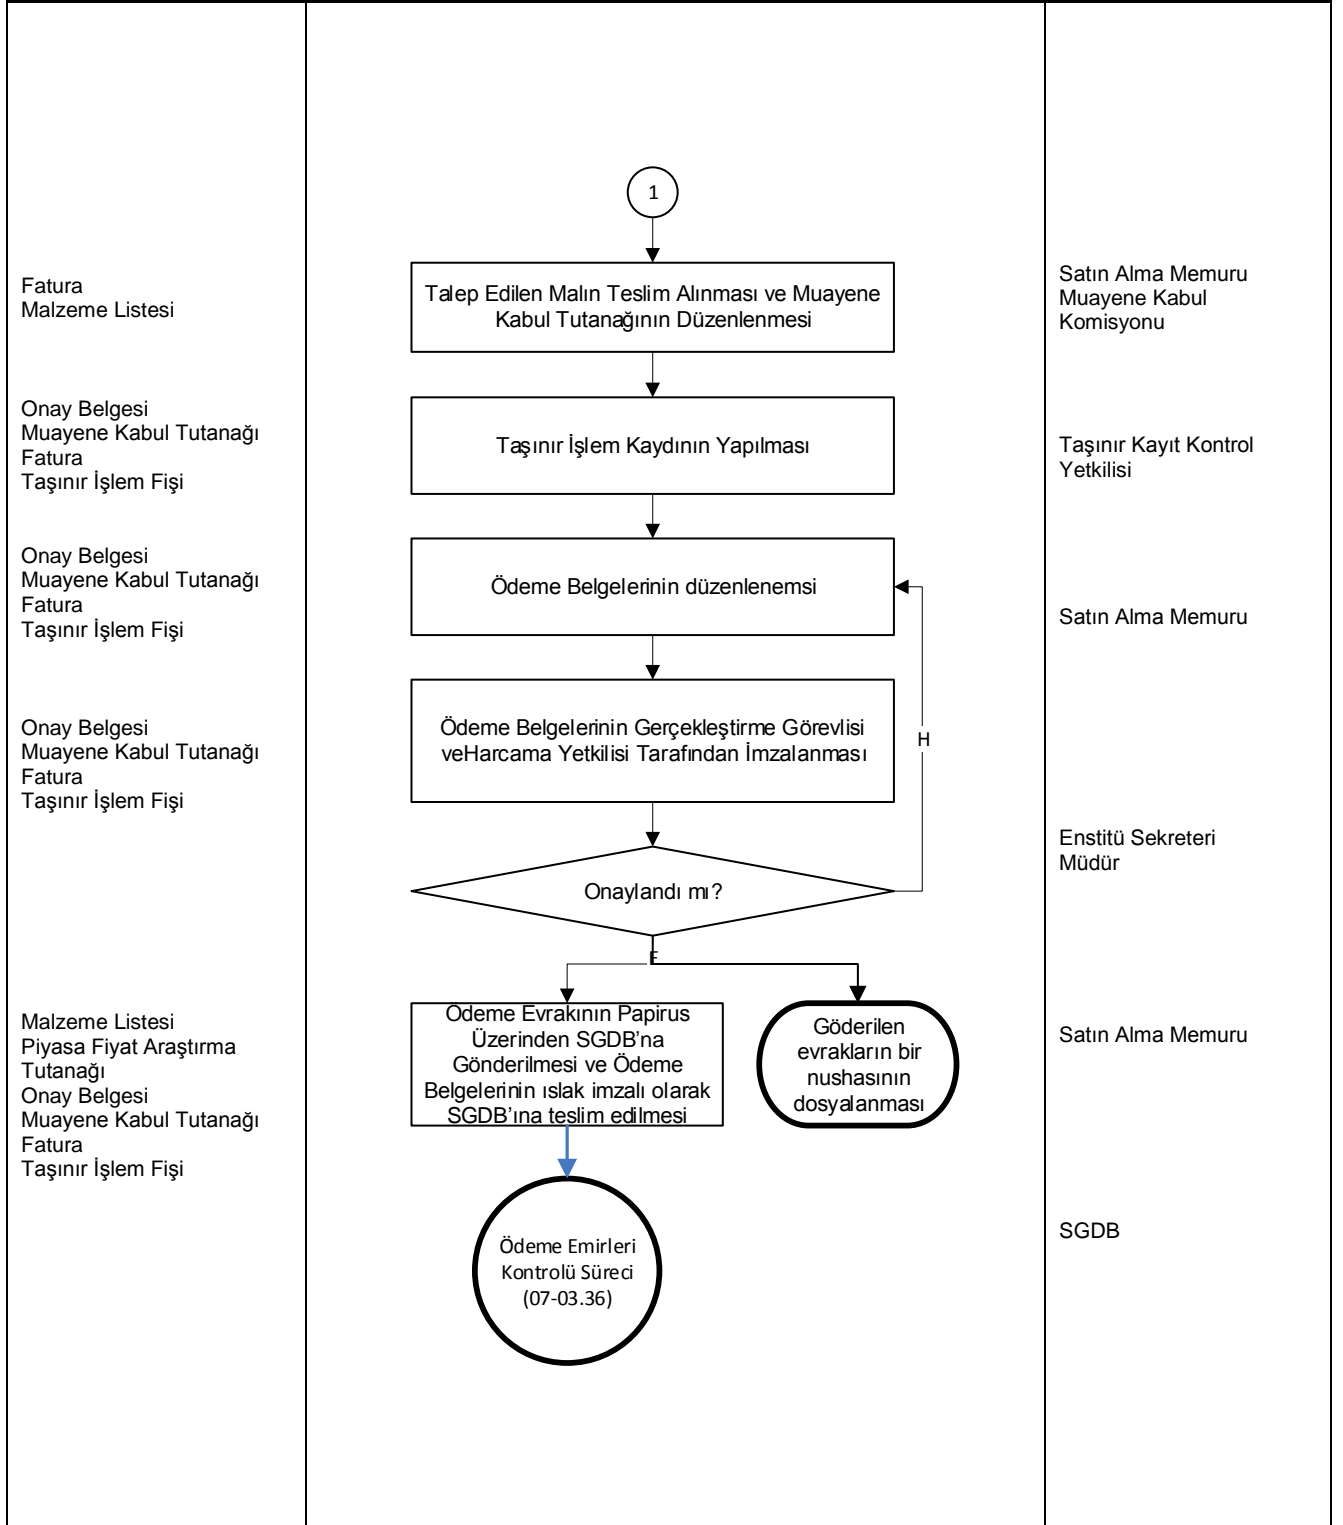 1
Fatura
Malzeme Listesi
Talep Edilen Malın Teslim Alınması ve Muayene
Kabul Tutanağının Düzenlenmesi
Satın Alma Memuru
Muayene Kabul
Komisyonu
Onay Belgesi
Muayene Kabul Tutanağı
Fatura
Taşınır İşlem Fişi
Taşınır İşlem Kaydının Yapılması
Taşınır Kayıt Kontrol
Yetkilisi
Onay Belgesi
Muayene Kabul Tutanağı
Fatura
Taşınır İşlem Fişi
Ödeme Belgelerinin düzenlenemsi
Satın Alma Memuru
Onay Belgesi
Muayene Kabul Tutanağı
Fatura
Taşınır İşlem Fişi
Ödeme Belgelerinin Gerçekleştirme Görevlisi
veHarcama Yetkilisi Tarafından İmzalanması
H
Enstitü Sekreteri
Müdür
Onaylandı mı?
E
Malzeme Listesi
Piyasa Fiyat Araştırma
Tutanağı
Onay Belgesi
Muayene Kabul Tutanağı
Fatura
Taşınır İşlem Fişi
Ödeme Evrakının Papirus
Üzerinden SGDB’na
Gönderilmesi ve Ödeme
Belgelerinin ıslak imzalı olarak
SGDB’ına teslim edilmesi
Göderilen
evrakların bir
nushasının
dosyalanması
Satın Alma Memuru
Ödeme Emirleri
Kontrolü Süreci
(07-03.36)
SGDB